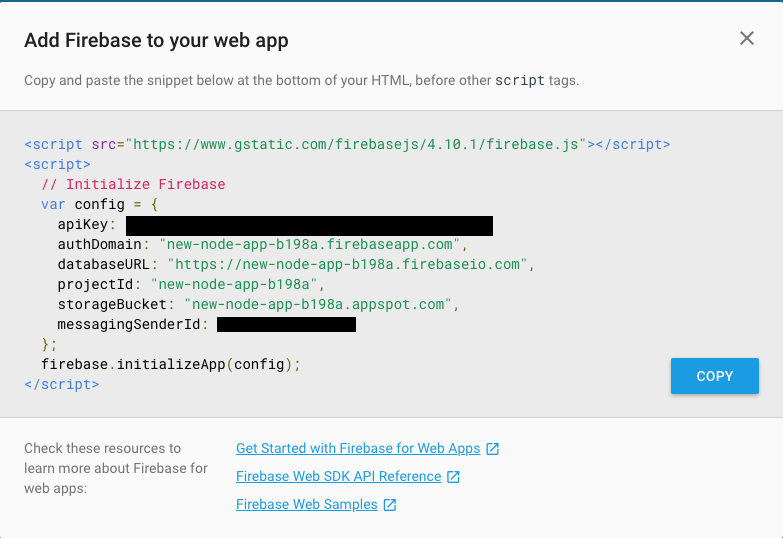 Add Firebase to your web app
Copy and paste the snippet below at the bottom of your HTML, before other script tags.
<script src="https://www.gstatic.com/firebasejs/4.10.1/firebase.js"></script>
<script>
  // Initialize Firebase
  var config = {
    apiKey:
    authDomain: "new-node-app-b198a.firebaseapp.com",
    databaseURL: "https://new-node-app-b198a.firebaseio.com",
    projectId: "new-node-app-b198a",
    storageBucket: "new-node-app-b198a.appspot.com",
    messagingSenderId:
  };
  firebase.initializeApp(config);
</script>
COPY
Check these resources to
learn more about Firebase for
web apps:
Get Started with Firebase for Web Apps
Firebase Web SDK API Reference
Firebase Web Samples